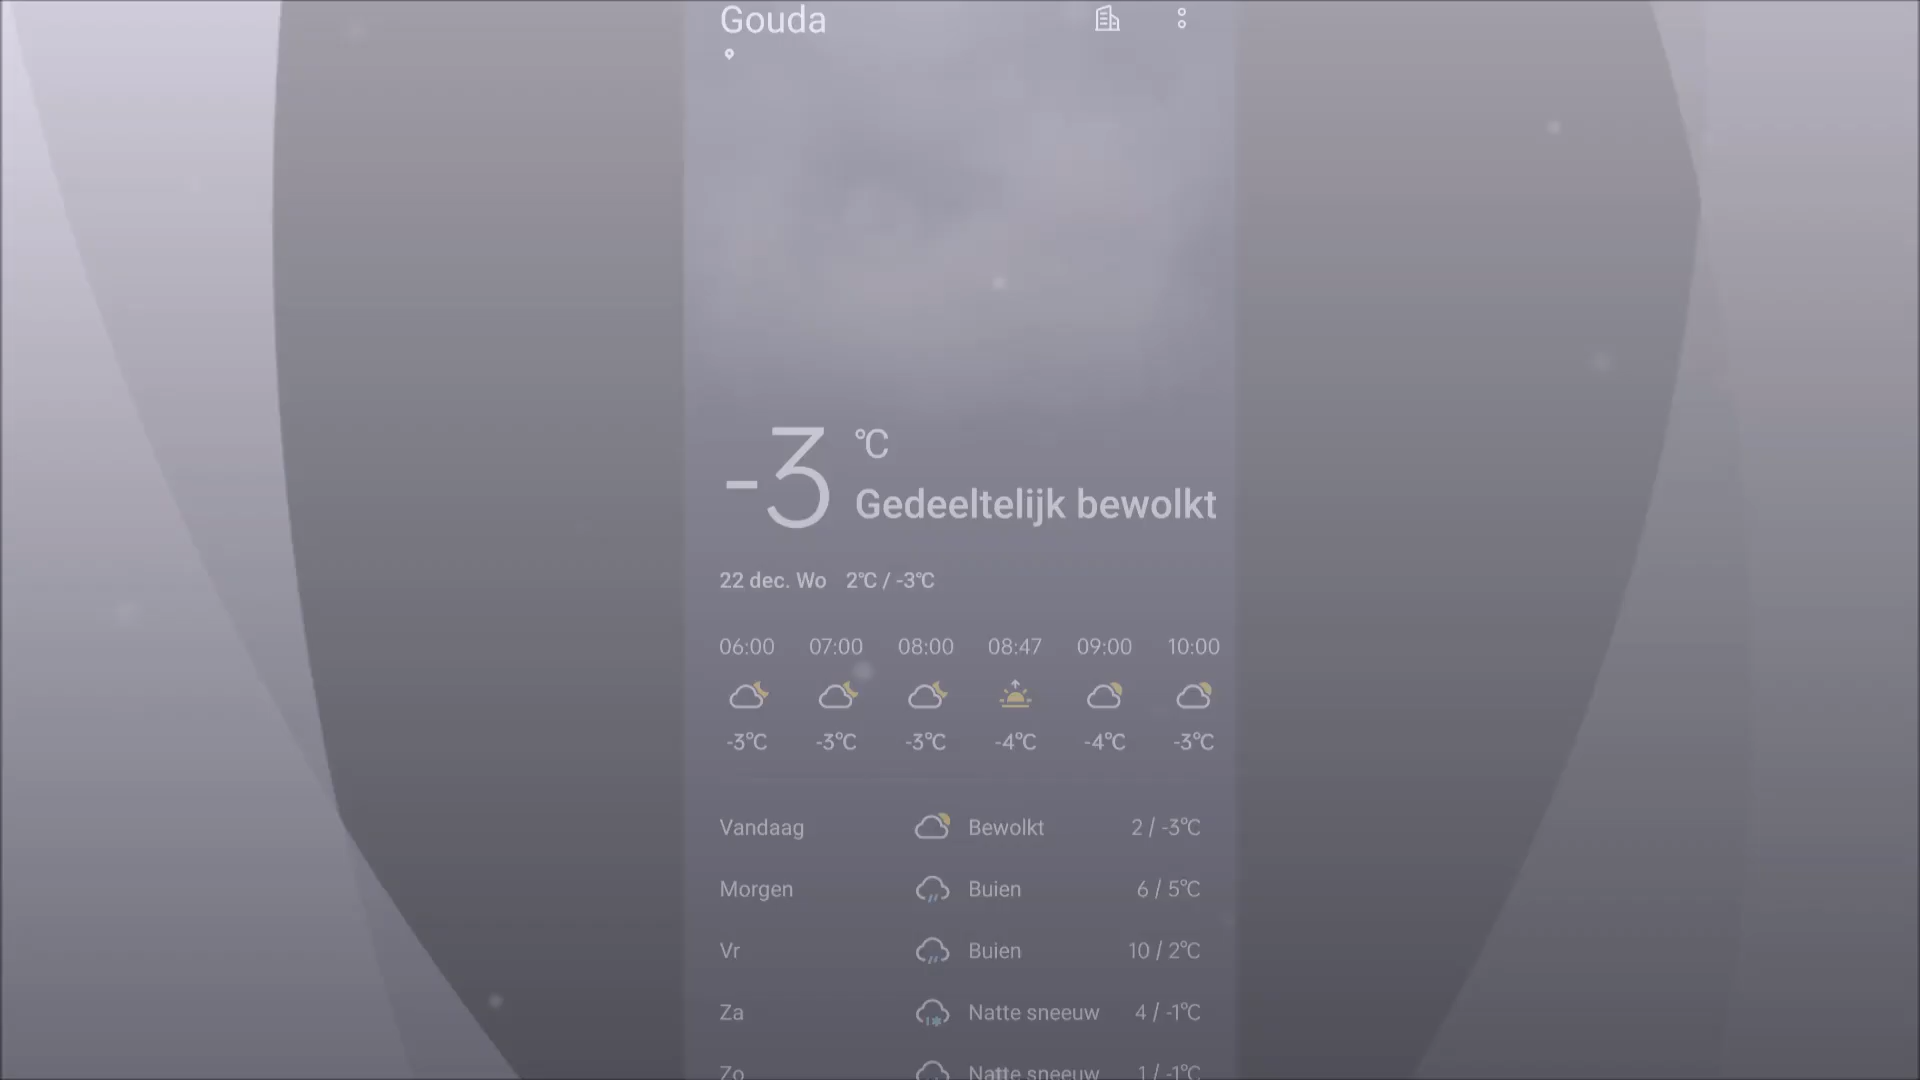 Gouda
-3 °C
Gedeeltelijk bewolkt
22 dec. Wo 2°C / -3°C
06:00 07:00 08:00 08:47 09:00 10:00
-3°C -3°C -3°C -4°C -4°C -3°C
Vandaag Bewolkt 2 / -3°C
Morgen Buien 6 / 5°C
Vr Buien 10 / 2°C
Za Natte sneeuw 4 / -1°C
Zo Natte sneeuw 1 / -1°C